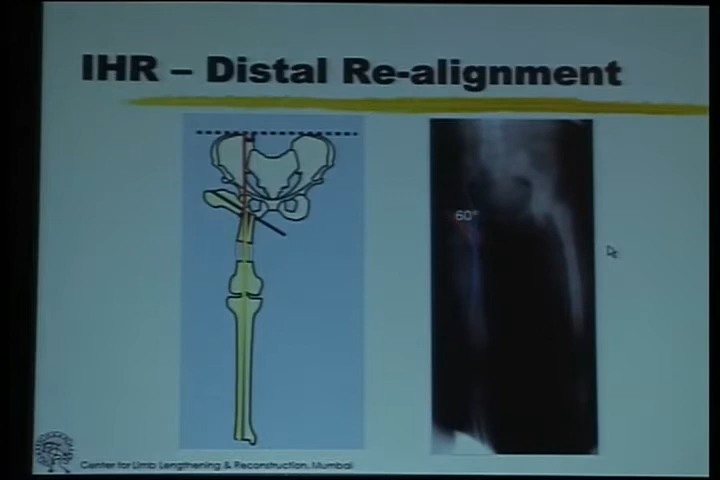 IHR – Distal Re-alignment
60°
Center for Limb Lengthening & Reconstruction, Mumbai